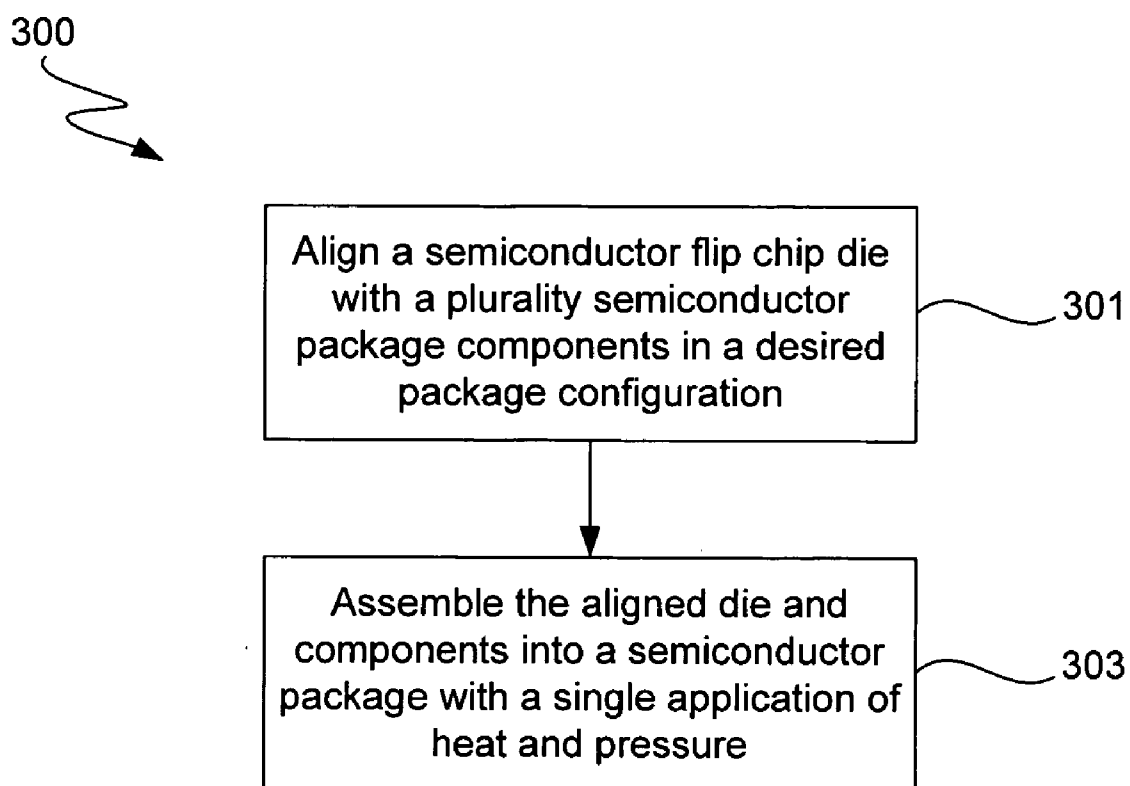 300
Align a semiconductor flip chip die
with a plurality semiconductor
package components in a desired
package configuration
301
Assemble the aligned die and
components into a semiconductor
package with a single application of
heat and pressure
303